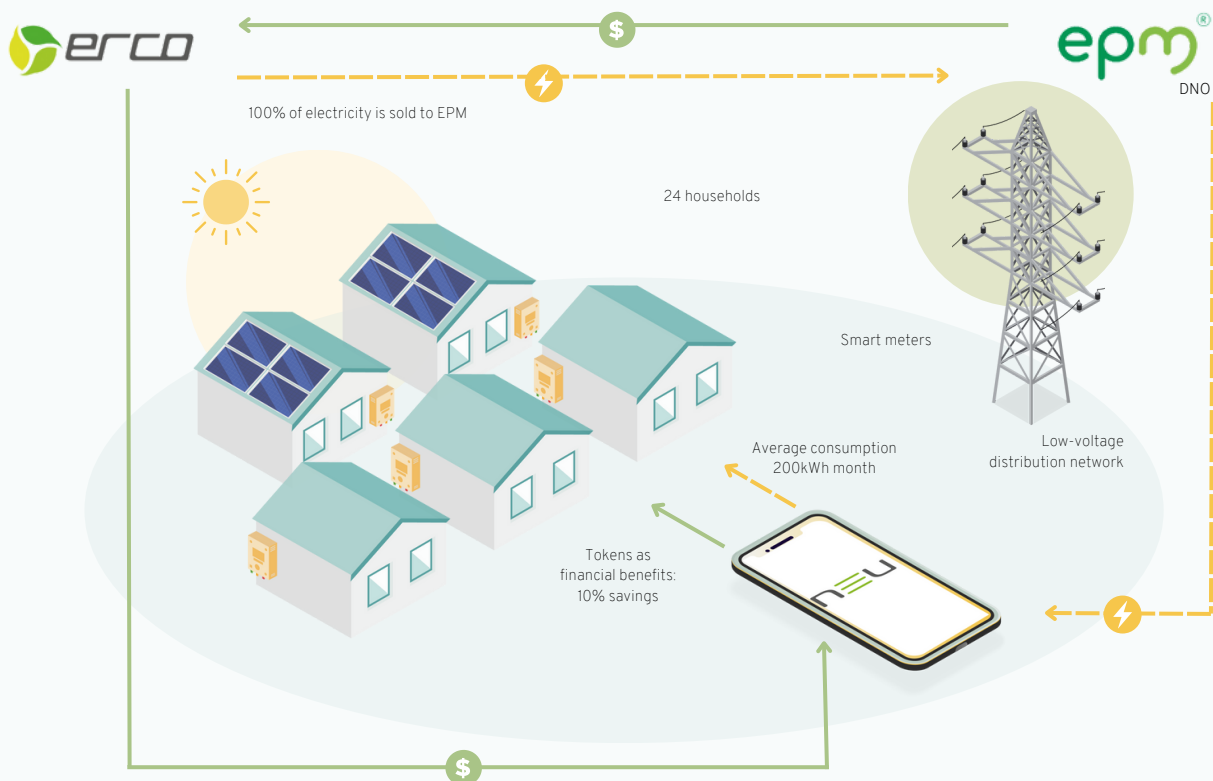 erco
$
epm®
DNO
100% of electricity is sold to EPM
24 households
Smart meters
Low-voltage
distribution network
Average consumption
200kWh month
Tokens as
financial benefits:
10% savings
neu
$